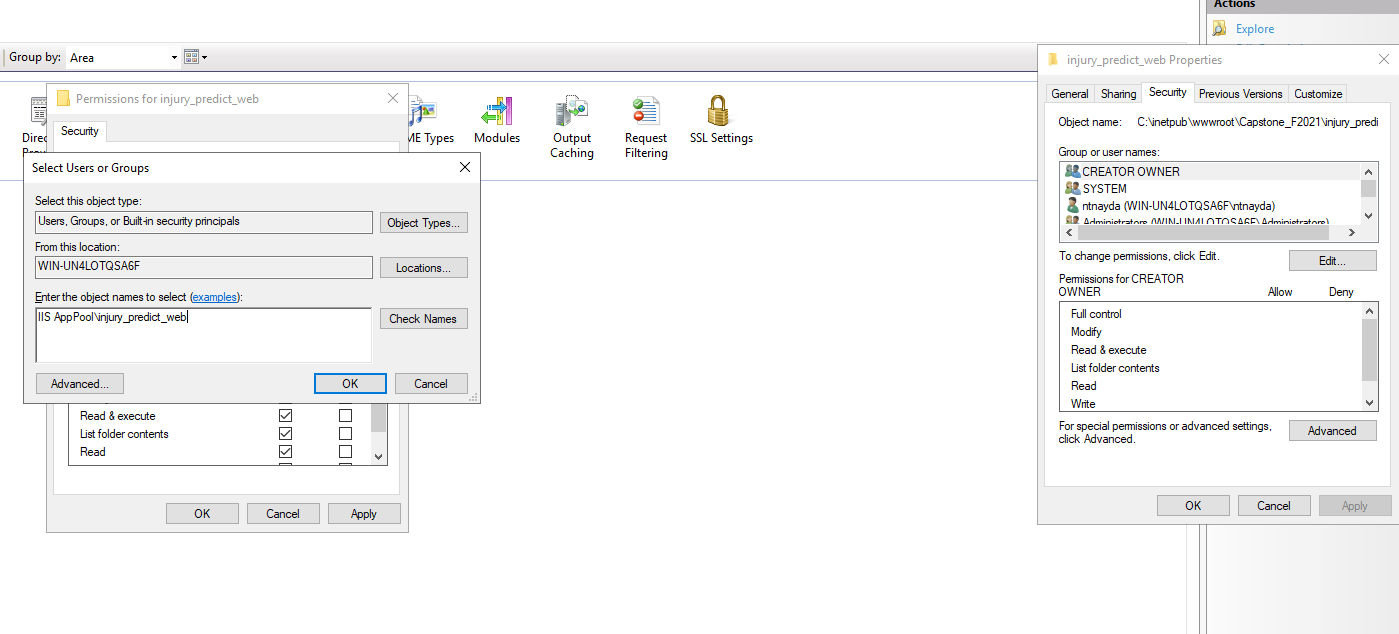 Actions
Explore
Group by: Area
injury_predict_web Properties
General Sharing Security Previous Versions Customize
Object name: C:\inetpub\wwwroot\Capstone_F2021\injury_predi
Group or user names:
CREATOR OWNER
SYSTEM
ntnayda (WIN-UN4LOTQSA6F\ntnayda)
Administrators (WIN-UN4LOTQSA6F\Administrators)
To change permissions, click Edit.
Edit...
Permissions for CREATOR
OWNER
Allow Deny
Full control
Modify
Read & execute
List folder contents
Read
Write
For special permissions or advanced settings,
click Advanced.
Advanced
OK Cancel Apply
Permissions for injury_predict_web
Security
Direc
ME Types
Modules
Output
Caching
Request
Filtering
SSL Settings
Select Users or Groups
Select this object type:
Users, Groups, or Built-in security principals
Object Types...
From this location:
WIN-UN4LOTQSA6F
Locations...
Enter the object names to select (examples):
IIS AppPool\injury_predict_web
Check Names
Advanced...
OK Cancel
Read & execute
List folder contents
Read
OK Cancel Apply